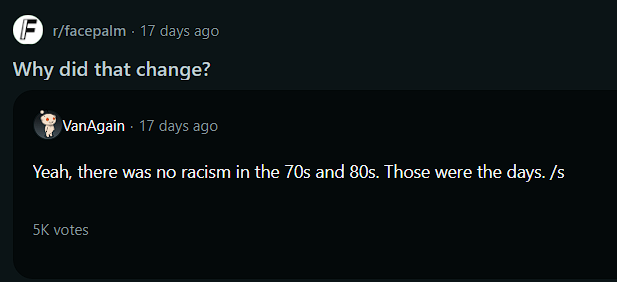 r/facepalm · 17 days ago
Why did that change?
VanAgain · 17 days ago
Yeah, there was no racism in the 70s and 80s. Those were the days. /s
5K votes